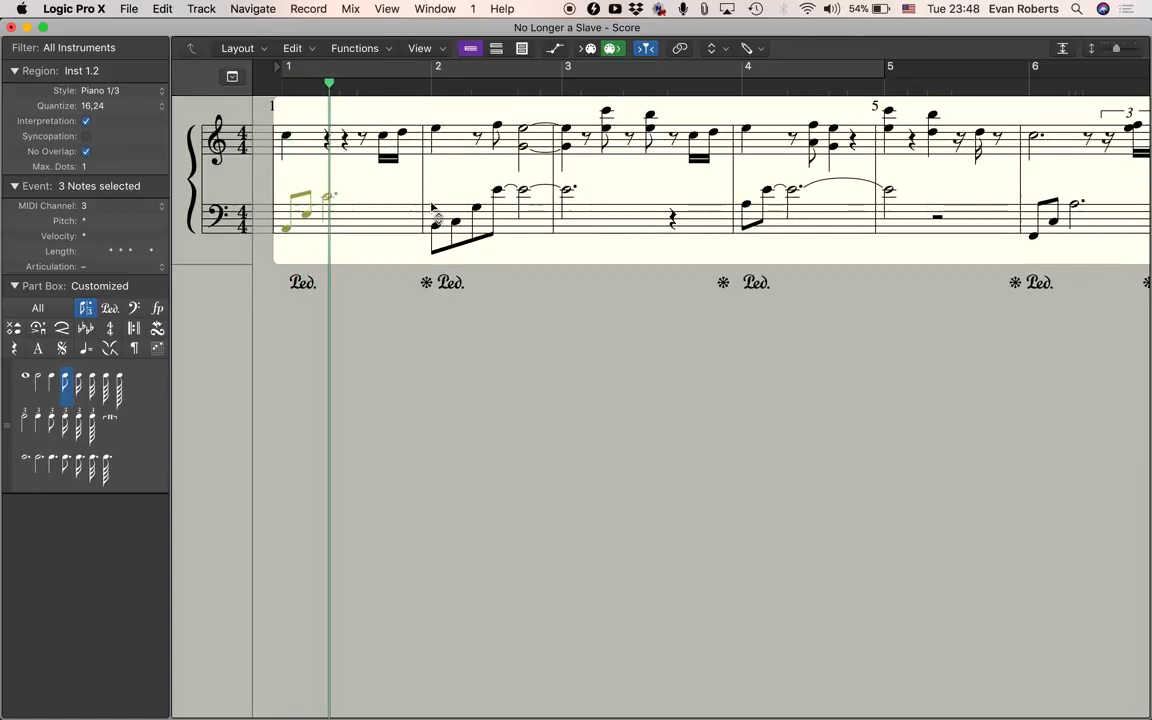 Logic Pro X File Edit Track Navigate Record Mix View Window 1 Help 54% Tue 23:48 Evan Roberts
No Longer a Slave - Score
Filter: All Instruments
Layout Edit Functions View
Region: Inst 1.2
1 2 3 4 5 6
Style: Piano 1/3
Quantize: 16,24
Interpretation:
Syncopation:
No Overlap:
Max. Dots: 1
Event: 3 Notes selected
MIDI Channel: 3
Pitch: *
Velocity: *
Length:
Articulation: –
Part Box: Customized
All
1 5
3
Ped. Ped. Ped. Ped.